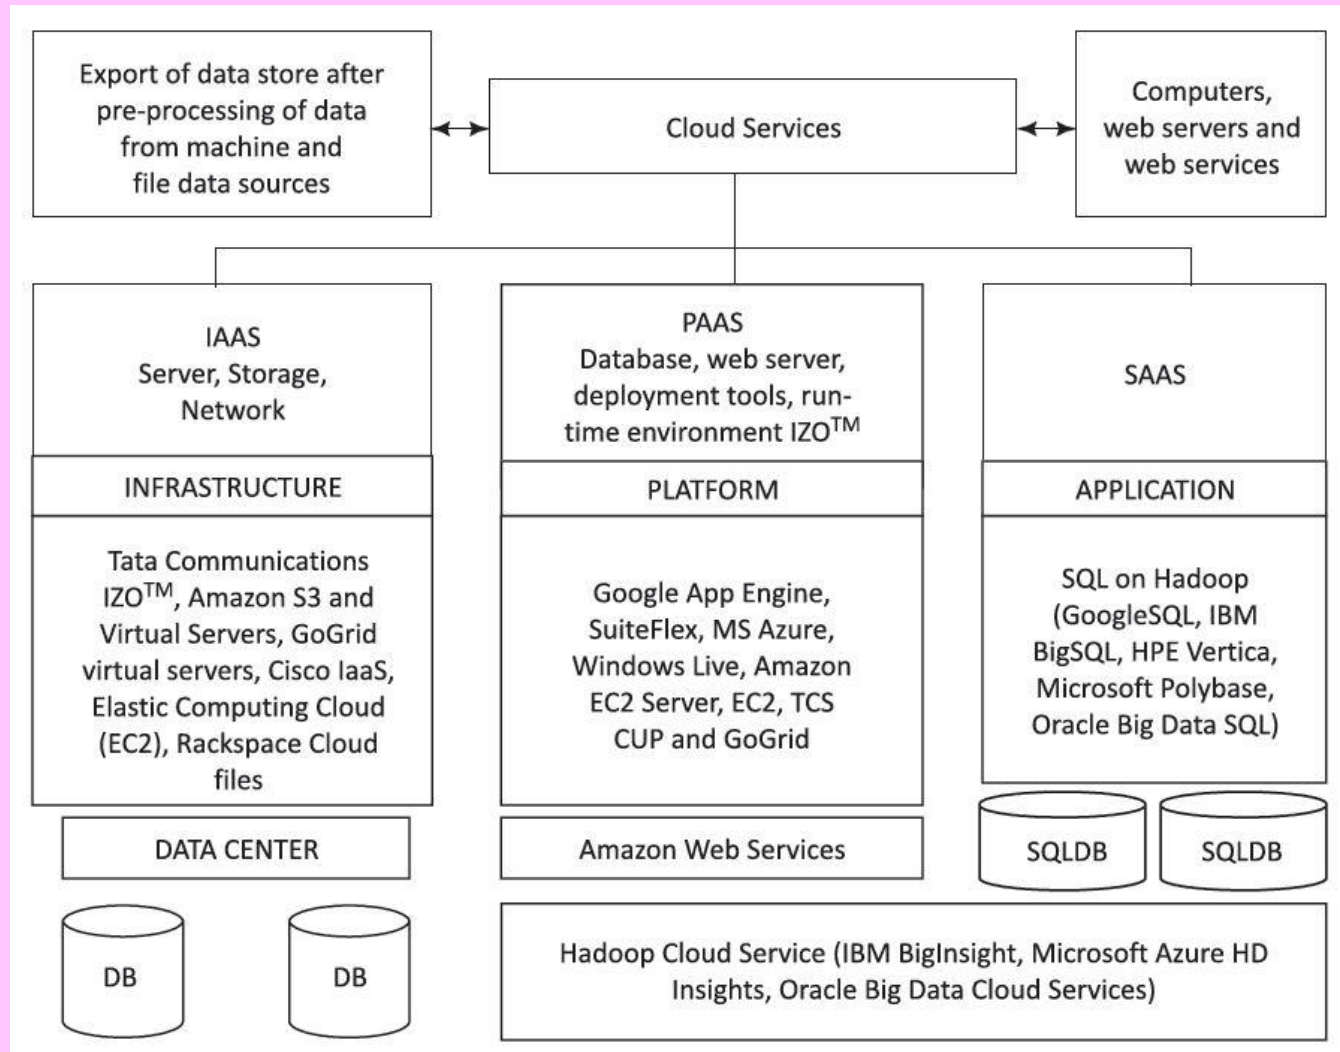 Export of data store after
pre-processing of data
from machine and
file data sources
Cloud Services
Computers,
web servers and
web services
IAAS
Server, Storage,
Network
PAAS
Database, web server,
deployment tools, run-
time environment IZO™
SAAS
INFRASTRUCTURE
PLATFORM
APPLICATION
Tata Communications
IZO™, Amazon S3 and
Virtual Servers, GoGrid
virtual servers, Cisco IaaS,
Elastic Computing Cloud
(EC2), Rackspace Cloud
files
Google App Engine,
SuiteFlex, MS Azure,
Windows Live, Amazon
EC2 Server, EC2, TCS
CUP and GoGrid
SQL on Hadoop
(GoogleSQL, IBM
BigSQL, HPE Vertica,
Microsoft Polybase,
Oracle Big Data SQL)
DATA CENTER
Amazon Web Services
SQLDB
SQLDB
DB
DB
Hadoop Cloud Service (IBM BigInsight, Microsoft Azure HD
Insights, Oracle Big Data Cloud Services)